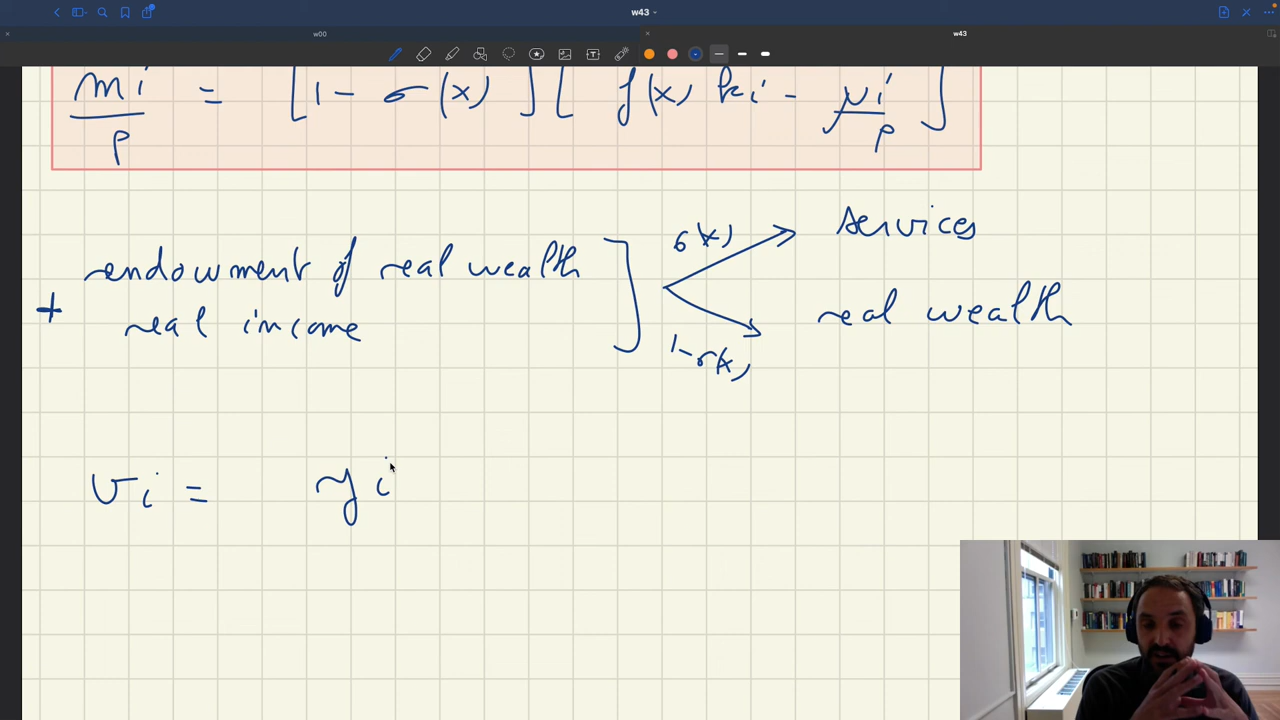 w43
w00
w43
mi/p = [1 - σ(x)][f(x) ki - μi/p]
σ(x) services
endowment of real wealth
+ real income
real wealth
1-σ(x)
vi = yi